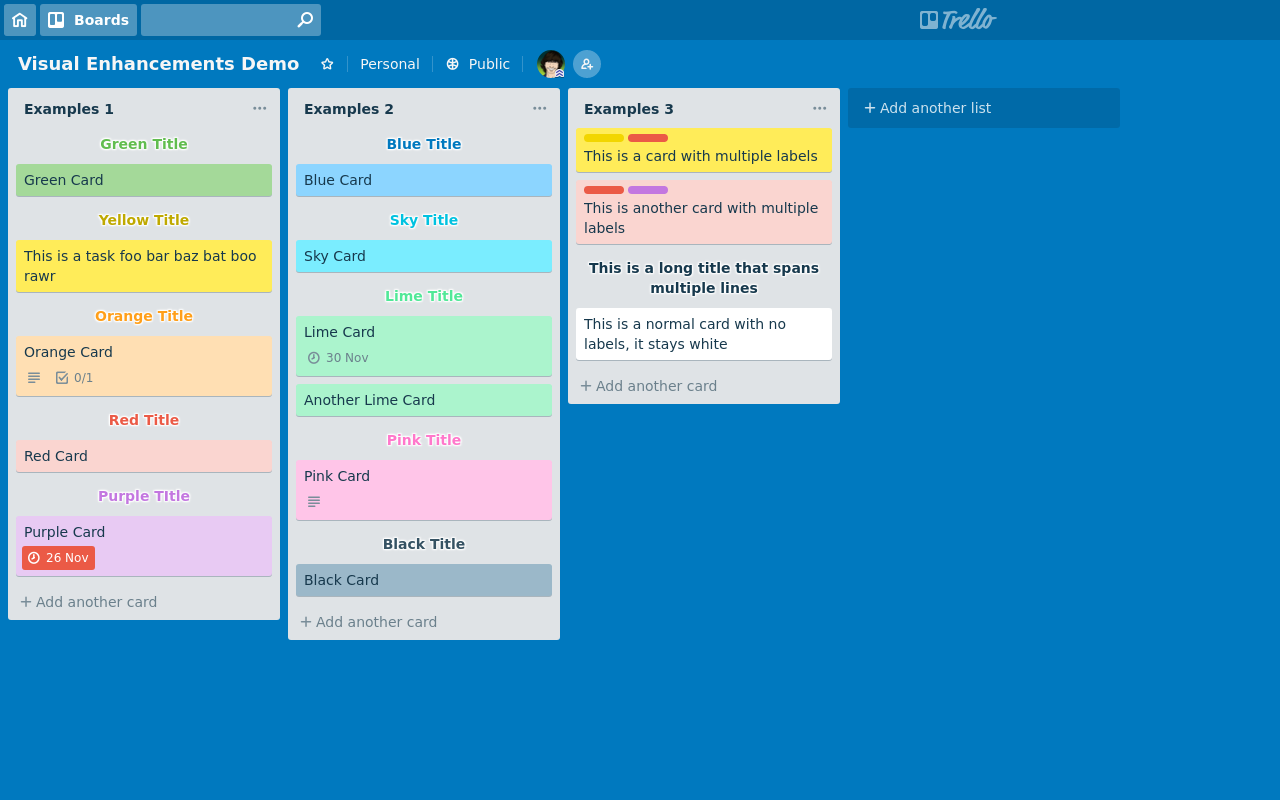 Boards
Trello
Visual Enhancements Demo
Personal
Public
Examples 1
Green Title
Green Card
Yellow Title
This is a task foo bar baz bat boo
rawr
Orange Title
Orange Card
0/1
Red Title
Red Card
Purple TItle
Purple Card
26 Nov
+ Add another card
Examples 2
Blue Title
Blue Card
Sky Title
Sky Card
Lime Title
Lime Card
30 Nov
Another Lime Card
Pink Title
Pink Card
Black Title
Black Card
+ Add another card
Examples 3
This is a card with multiple labels
This is another card with multiple
labels
This is a long title that spans
multiple lines
This is a normal card with no
labels, it stays white
+ Add another card
+ Add another list